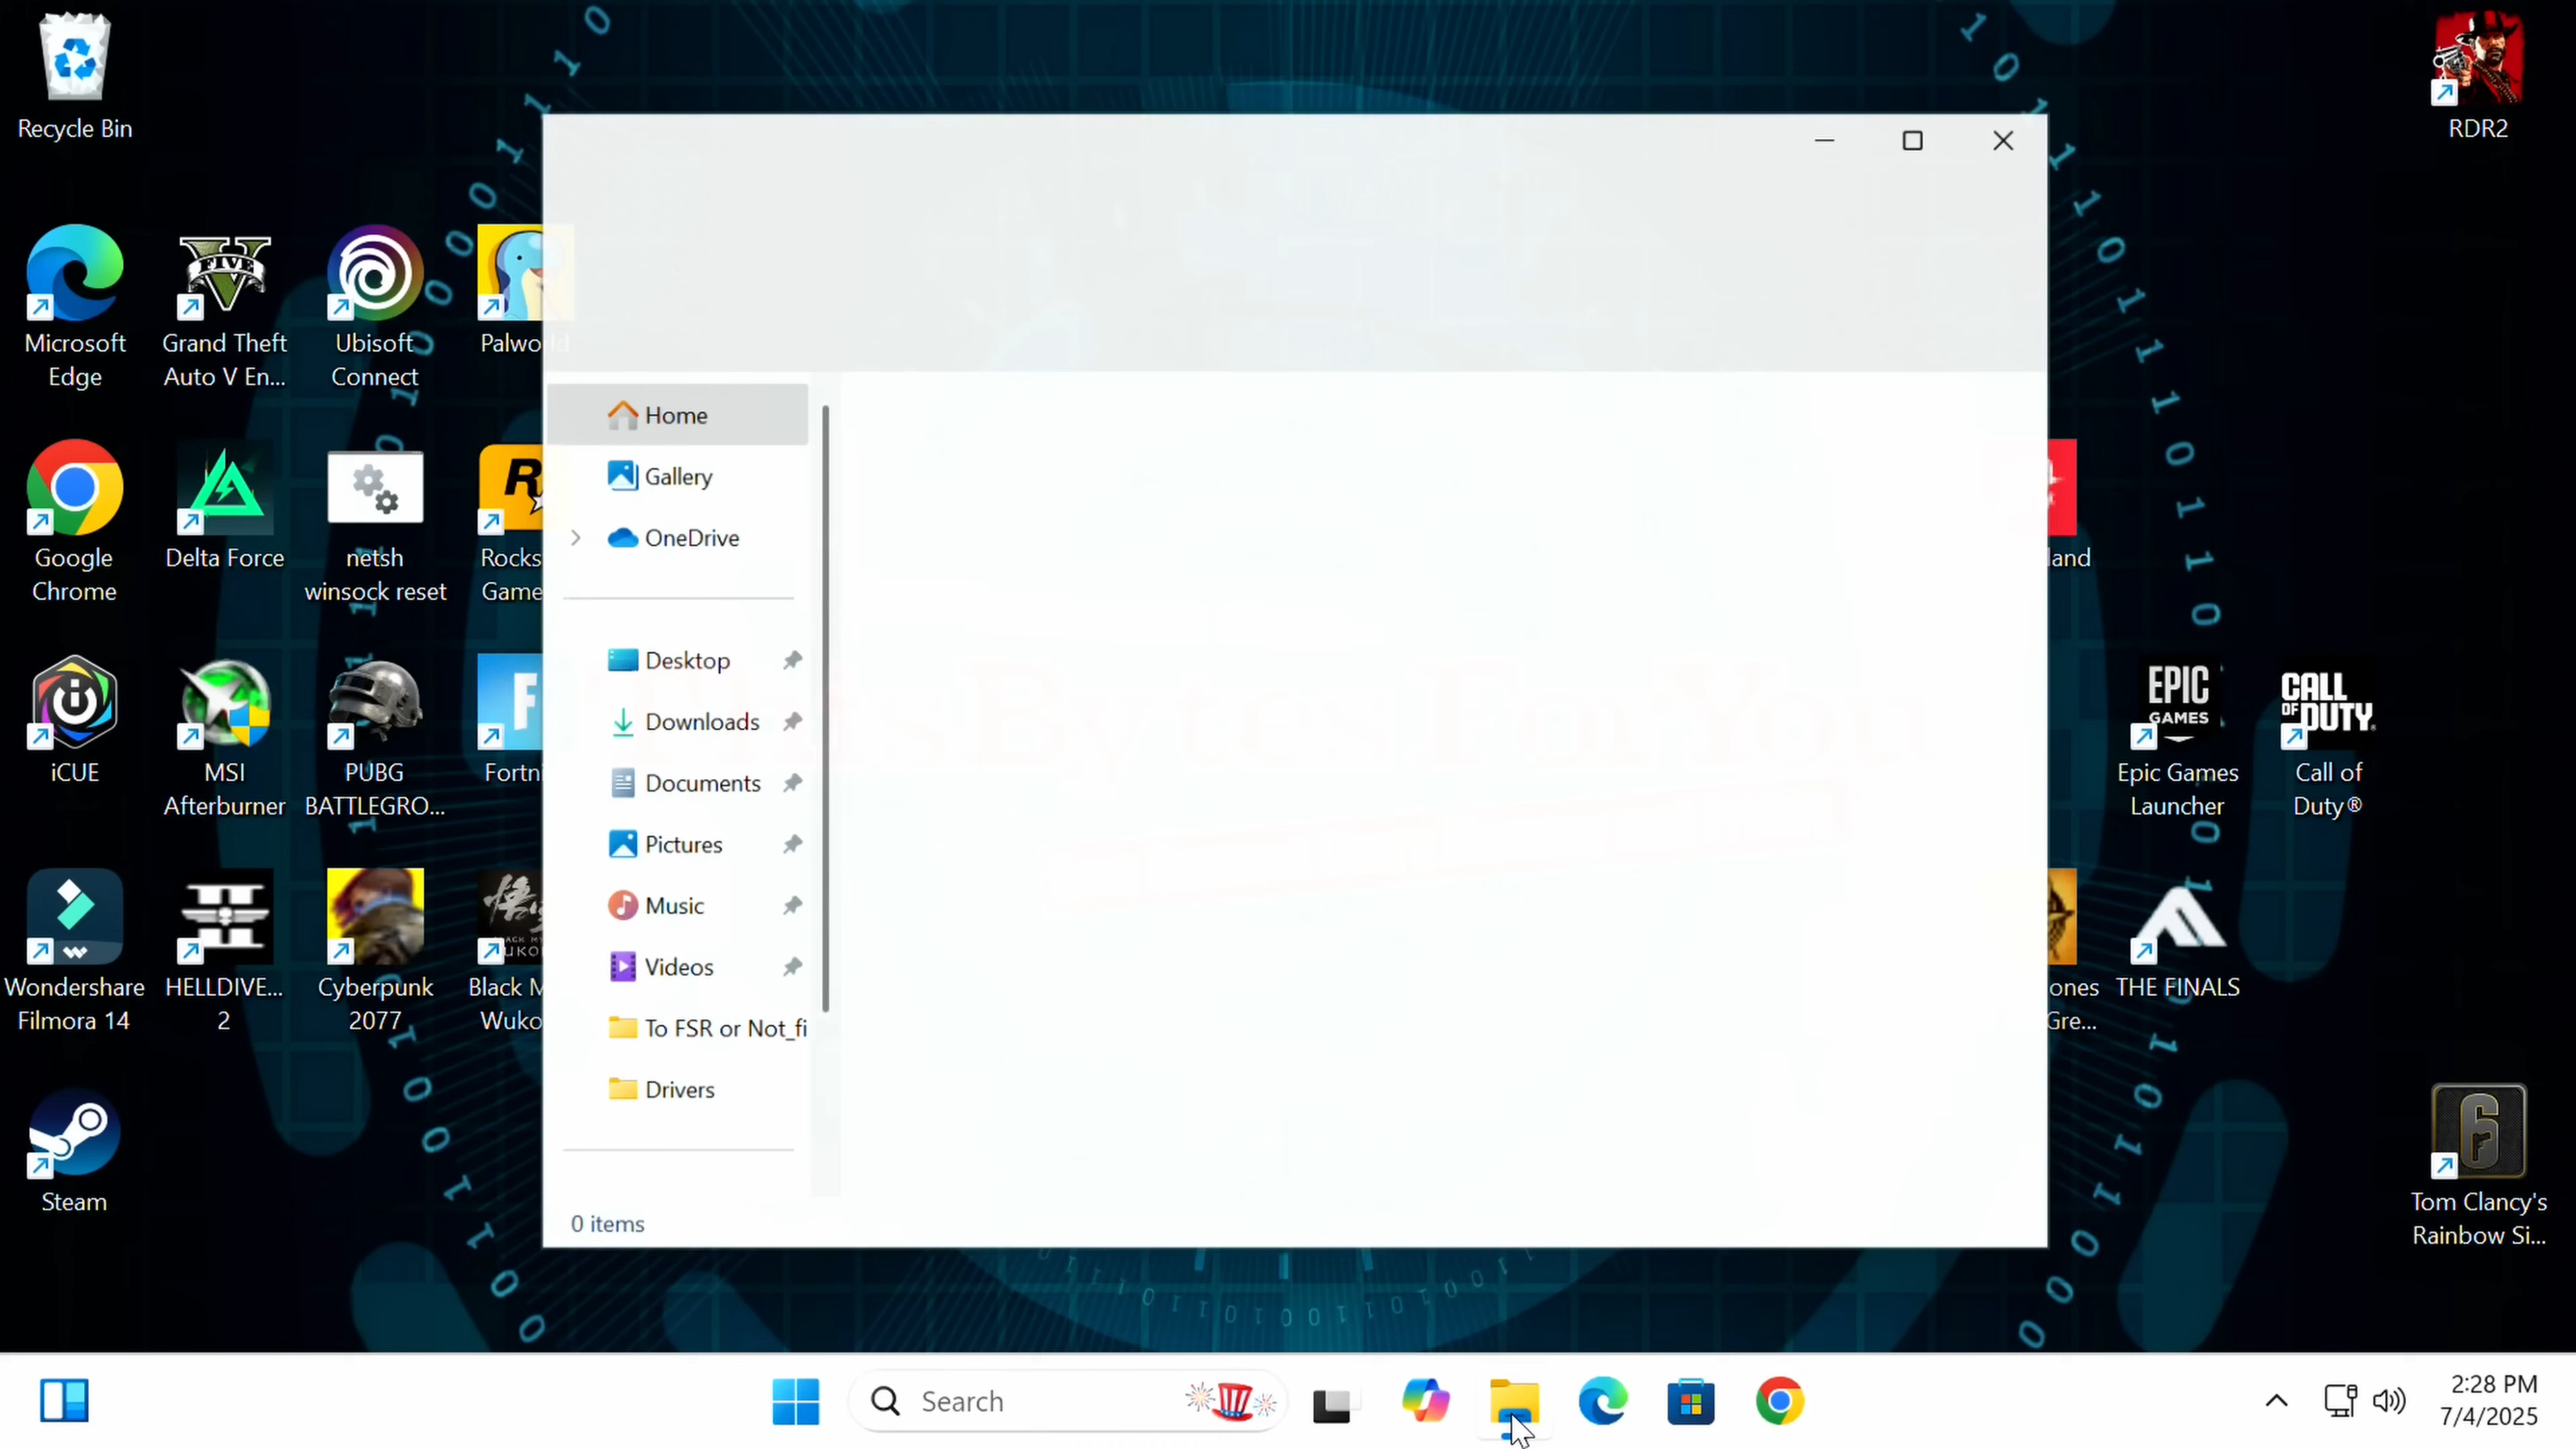 Recycle Bin
RDR2
Microsoft
Edge
Grand Theft
Auto V En...
Ubisoft
Connect
Palworld
Google
Chrome
Delta Force
netsh
winsock reset
Rocks
Game
land
iCUE
MSI
Afterburner
PUBG
BATTLEGRO...
Fortni
EPIC
GAMES
Epic Games
Launcher
CALL
OF DUTY
Call of
Duty®
Wondershare
Filmora 14
HELLDIVE...
2
Cyberpunk
2077
Black M
Wuko
ones
Gre...
THE FINALS
Steam
Tom Clancy's
Rainbow Si...
Home
Gallery
OneDrive
Desktop
Downloads
Documents
Pictures
Music
Videos
To FSR or Not_fi
Drivers
0 items
Bytes For You
Search
2:28 PM
7/4/2025